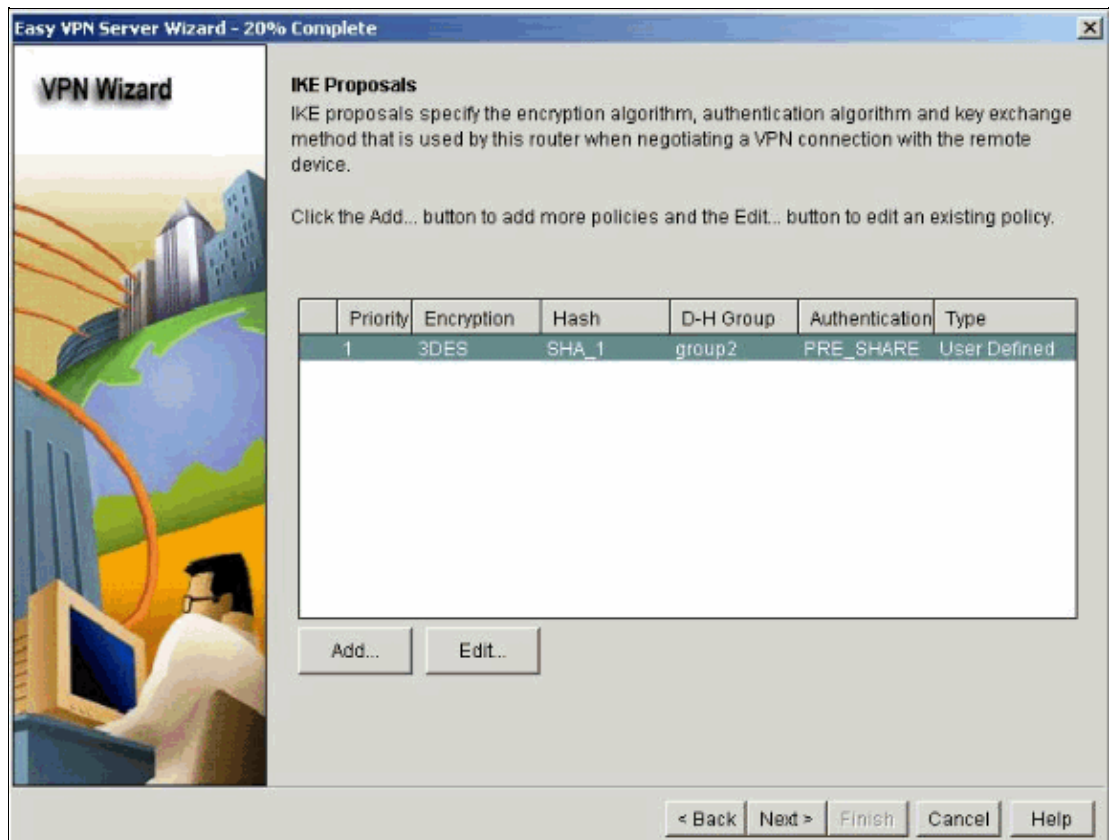 Easy VPN Server Wizard - 20% Complete
VPN Wizard
IKE Proposals
IKE proposals specify the encryption algorithm, authentication algorithm and key exchange
method that is used by this router when negotiating a VPN connection with the remote
device.
Click the Add... button to add more policies and the Edit... button to edit an existing policy.
Priority Encryption Hash D-H Group Authentication Type
1 3DES SHA_1 group2 PRE_SHARE User Defined
Add... Edit...
< Back Next > Finish Cancel Help